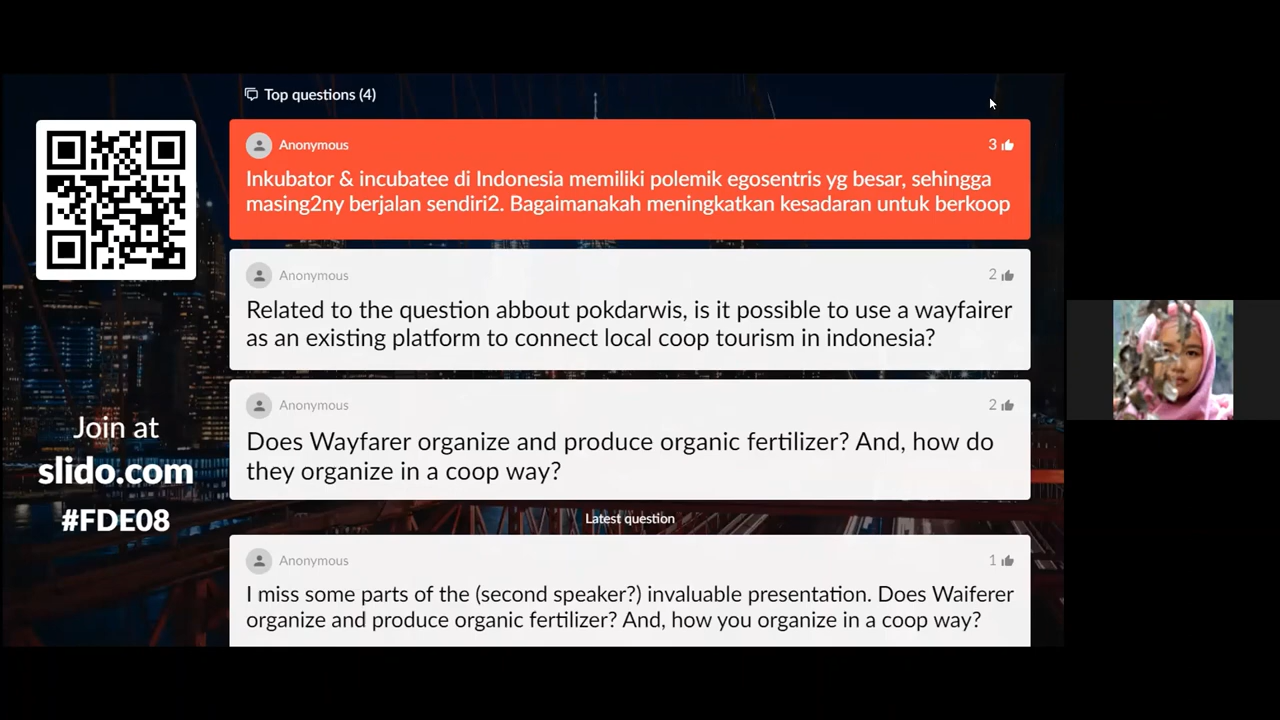 Top questions (4)
Anonymous
3
Inkubator & incubatee di Indonesia memiliki polemik egosentris yg besar, sehingga
masing2ny berjalan sendiri2. Bagaimanakah meningkatkan kesadaran untuk berkoop
Anonymous
2
Related to the question abbout pokdarwis, is it possible to use a wayfairer
as an existing platform to connect local coop tourism in indonesia?
Anonymous
2
Does Wayfarer organize and produce organic fertilizer? And, how do
they organize in a coop way?
Latest question
Anonymous
1
I miss some parts of the (second speaker?) invaluable presentation. Does Waiferer
organize and produce organic fertilizer? And, how you organize in a coop way?
Join at
slido.com
#FDE08